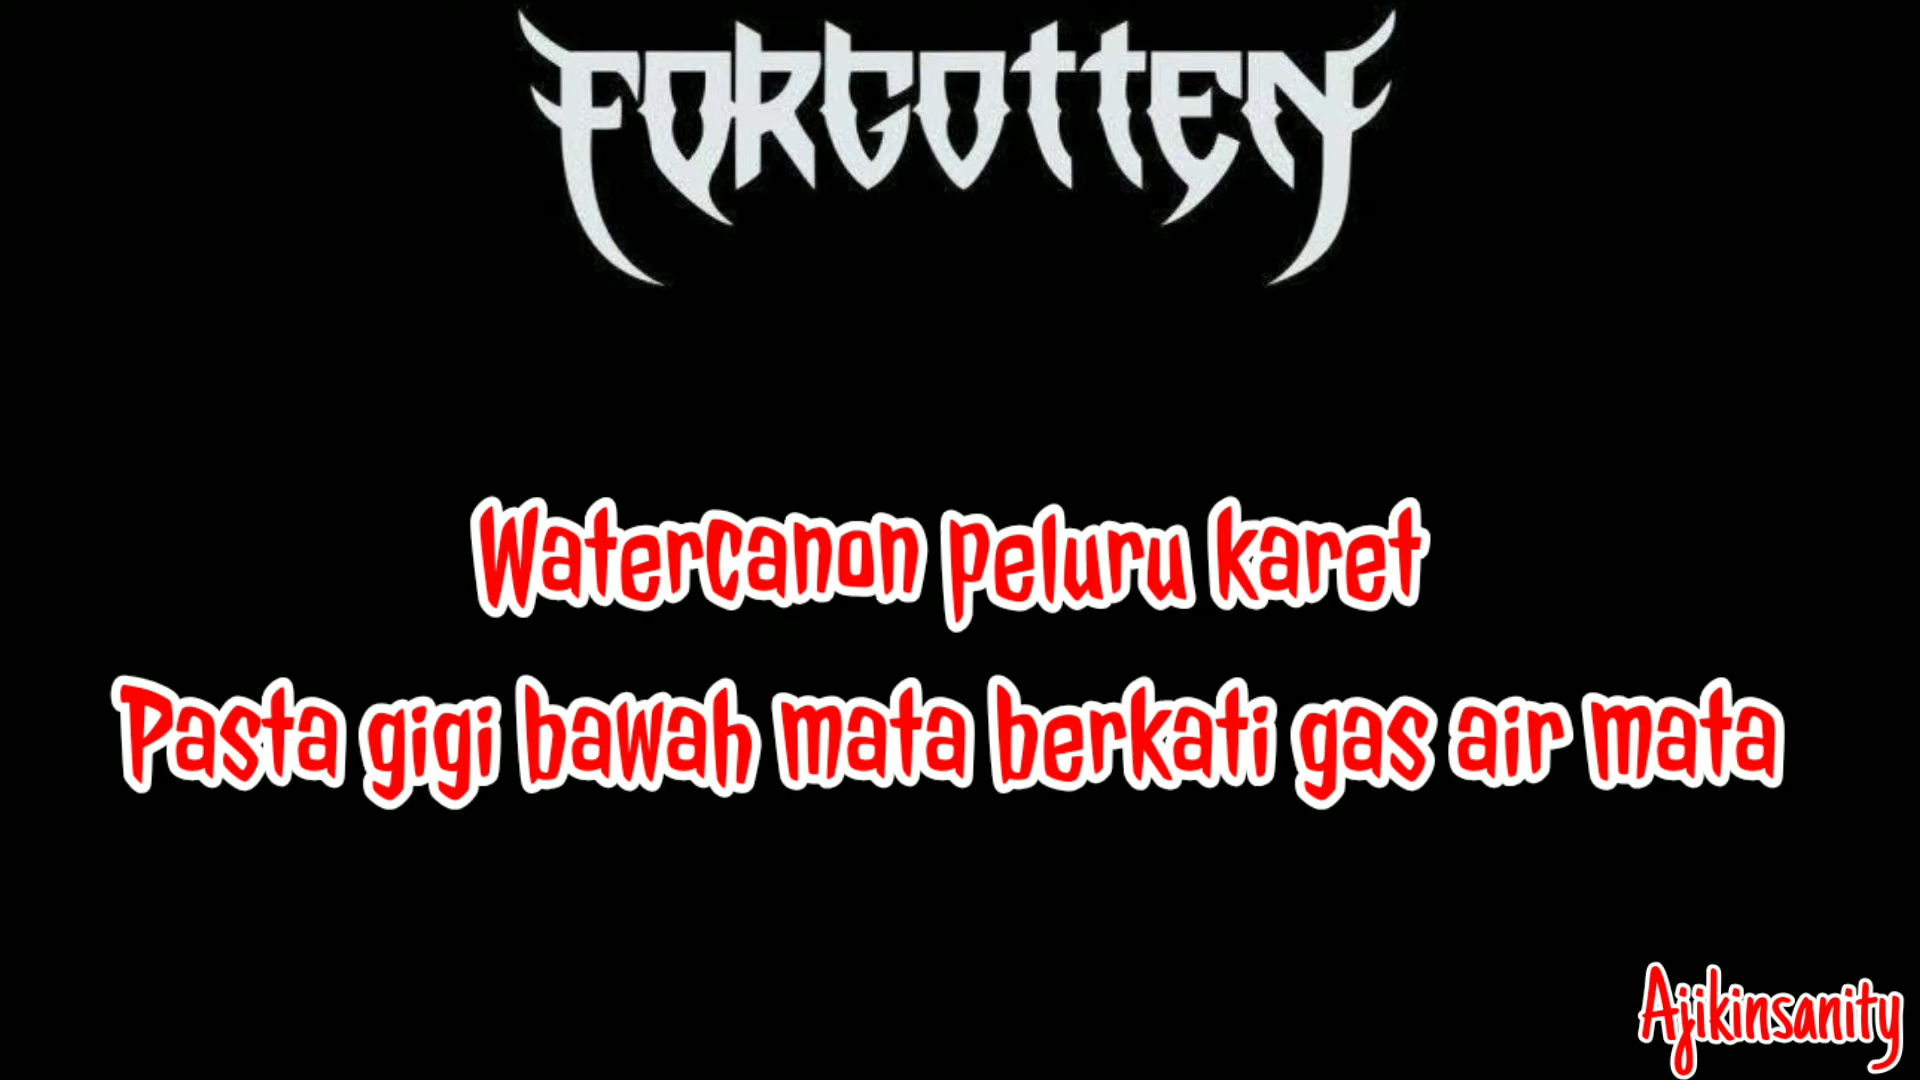 FORGOTTEN
Watercanon peluru karet
Pasta gigi bawah mata berkati gas air mata
Ajikinsanity